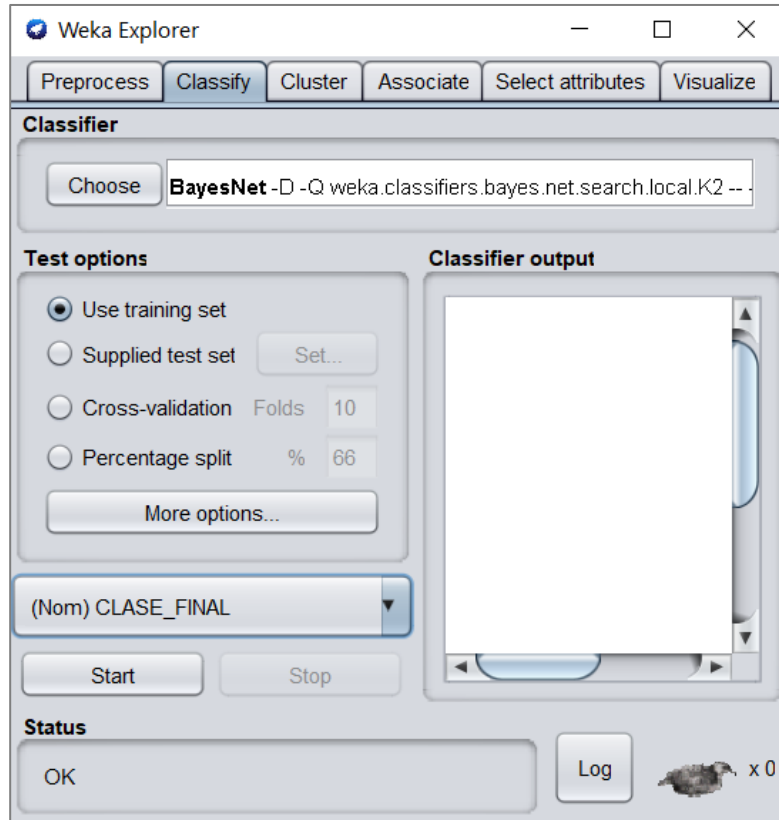 Weka Explorer
Preprocess Classify Cluster Associate Select attributes Visualize
Classifier
Choose BayesNet -D -Q weka.classifiers.bayes.net.search.local.K2 -- -
Test options
Use training set
Supplied test set Set...
Cross-validation Folds 10
Percentage split % 66
More options...
(Nom) CLASE_FINAL
Start Stop
Classifier output
Status
OK
Log
x 0